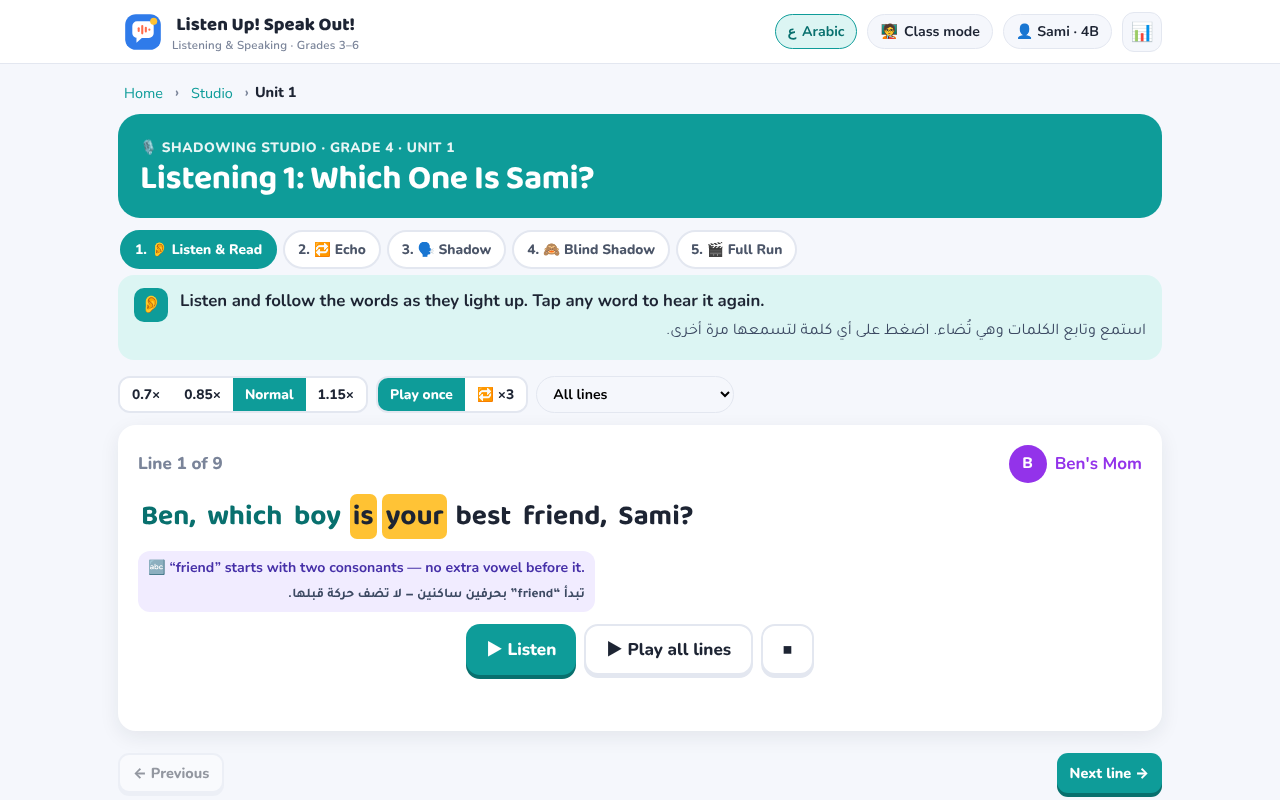 Listen Up! Speak Out!
Listening & Speaking · Grades 3–6
ع Arabic
🧑‍🏫 Class mode
👤 Sami · 4B
📊
Home › Studio › Unit 1
🎙️ SHADOWING STUDIO · GRADE 4 · UNIT 1
Listening 1: Which One Is Sami?
1. 👂 Listen & Read
2. 🔁 Echo
3. 🗣️ Shadow
4. 🙈 Blind Shadow
5. 🎬 Full Run
👂 Listen and follow the words as they light up. Tap any word to hear it again.
استمع وتابع الكلمات وهي تُضاء. اضغط على أي كلمة لتسمعها مرة أخرى.
0.7× 0.85× Normal 1.15×
Play once 🔁 ×3
All lines
Line 1 of 9
B Ben's Mom
Ben, which boy is your best friend, Sami?
🔤 “friend” starts with two consonants — no extra vowel before it.
تبدأ “friend” بحرفين ساكنين – لا تضف حركة قبلها.
▶ Listen
▶ Play all lines
■
← Previous
Next line →